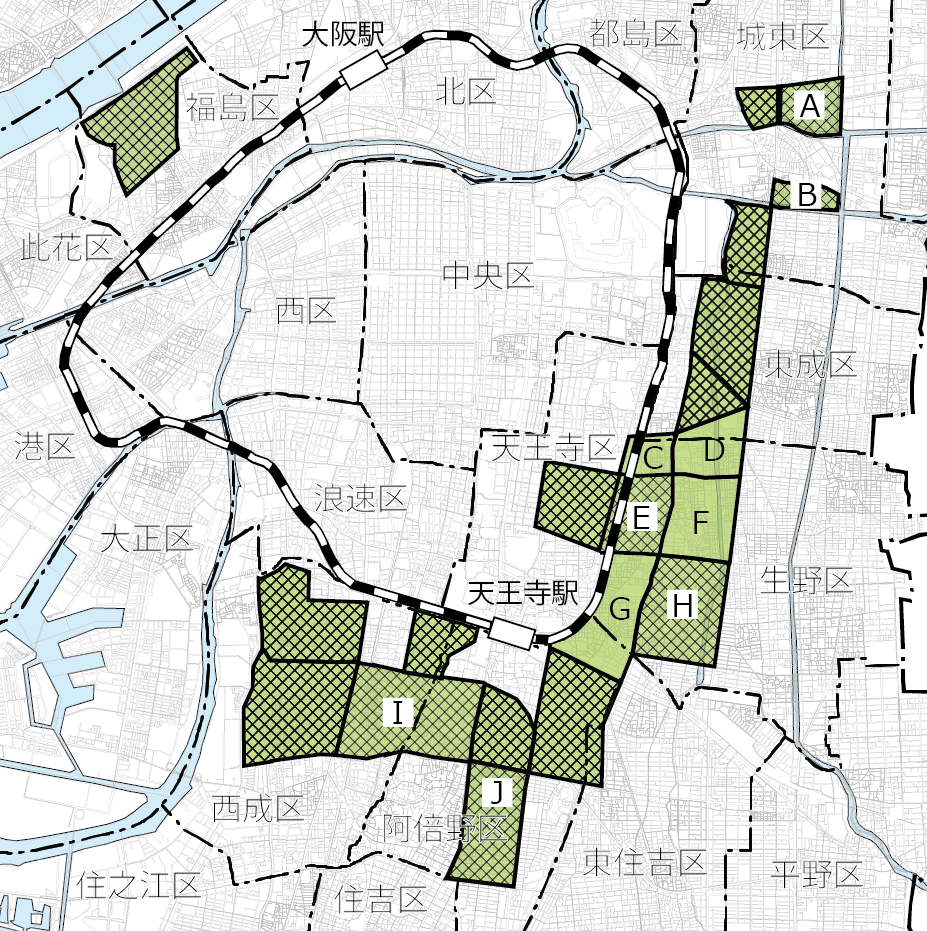 大阪駅
都島区
城東区
北区
福島区
A
B
此花区
中央区
西区
東成区
港区
天王寺区
C
D
浪速区
E
F
大正区
生野区
天王寺駅
G
H
I
J
西成区
阿倍野区
東住吉区
平野区
住之江区
住吉区